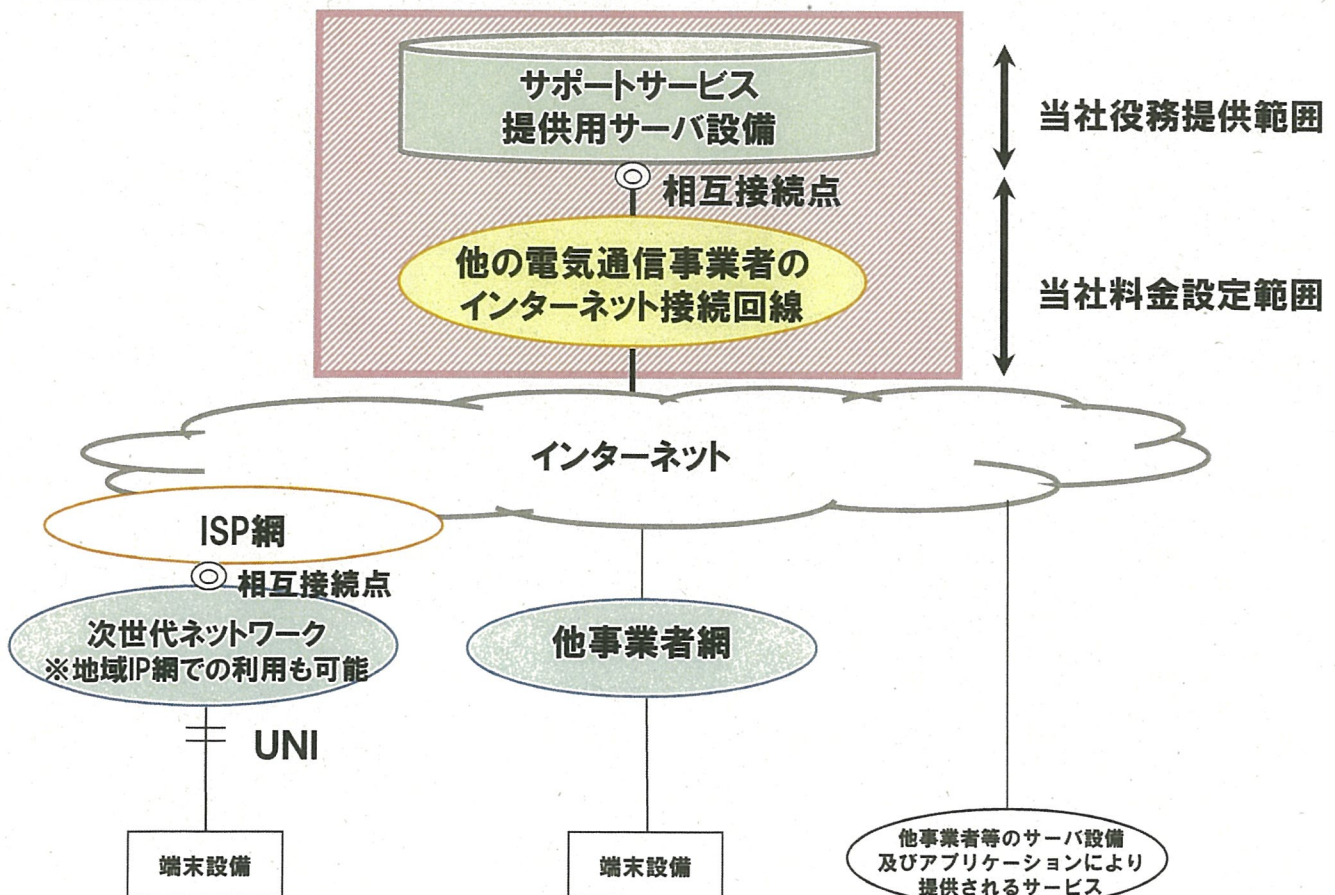 サポートサービス
提供用サーバ設備
当社役務提供範囲
相互接続点
他の電気通信事業者の
インターネット接続回線
当社料金設定範囲
インターネット
ISP網
相互接続点
次世代ネットワーク
※地域IP網での利用も可能
他事業者網
UNI
端末設備
端末設備
他事業者等のサーバ設備
及びアプリケーションにより
提供されるサービス